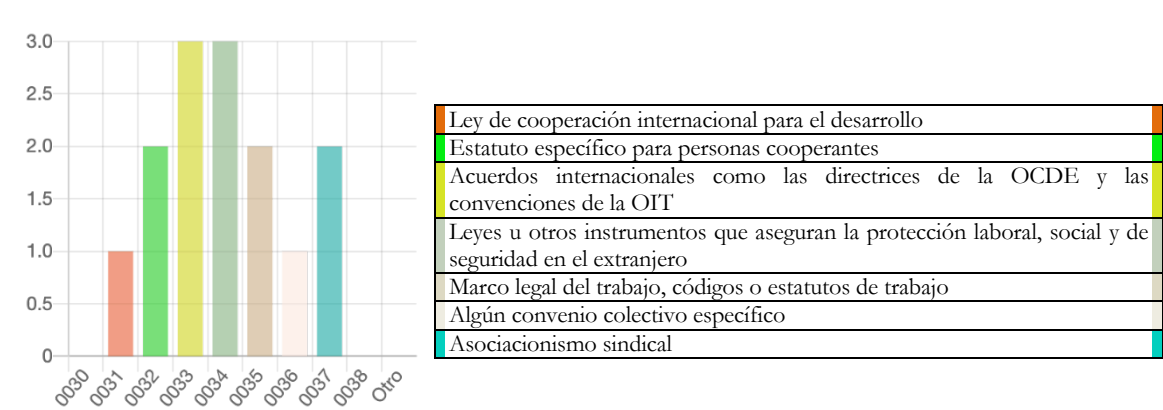 3.0
2.5
2.0
1.5
1.0
0.5
0
0030
0031
0032
0033
0034
0035
0036
0037
0038
Otro
Ley de cooperación internacional para el desarrollo
Estatuto específico para personas cooperantes
Acuerdos internacionales como las directrices de la OCDE y las
convenciones de la OIT
Leyes u otros instrumentos que aseguran la protección laboral, social y de
seguridad en el extranjero
Marco legal del trabajo, códigos o estatutos de trabajo
Algún convenio colectivo específico
Asociacionismo sindical